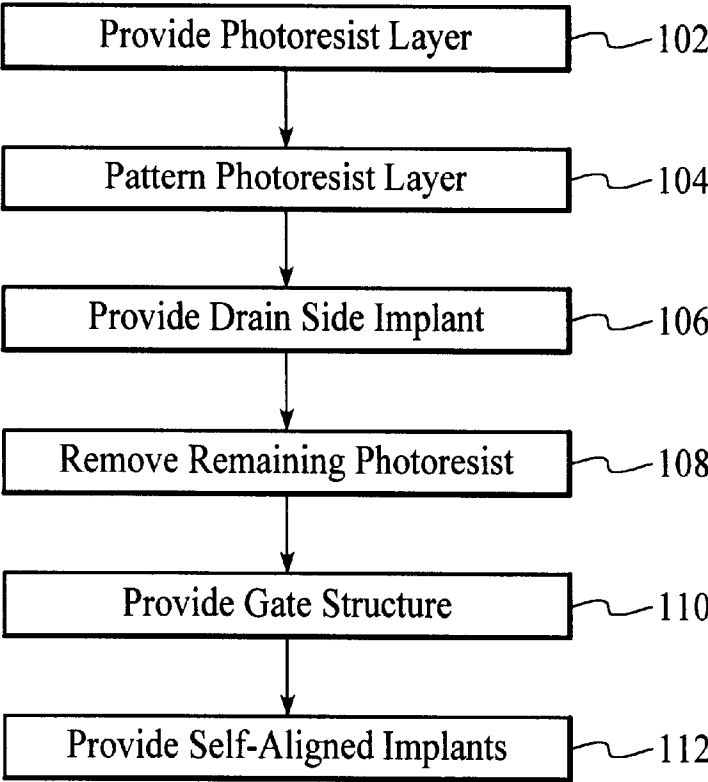 Provide Photoresist Layer 102
Pattern Photoresist Layer 104
Provide Drain Side Implant 106
Remove Remaining Photoresist 108
Provide Gate Structure 110
Provide Self-Aligned Implants 112